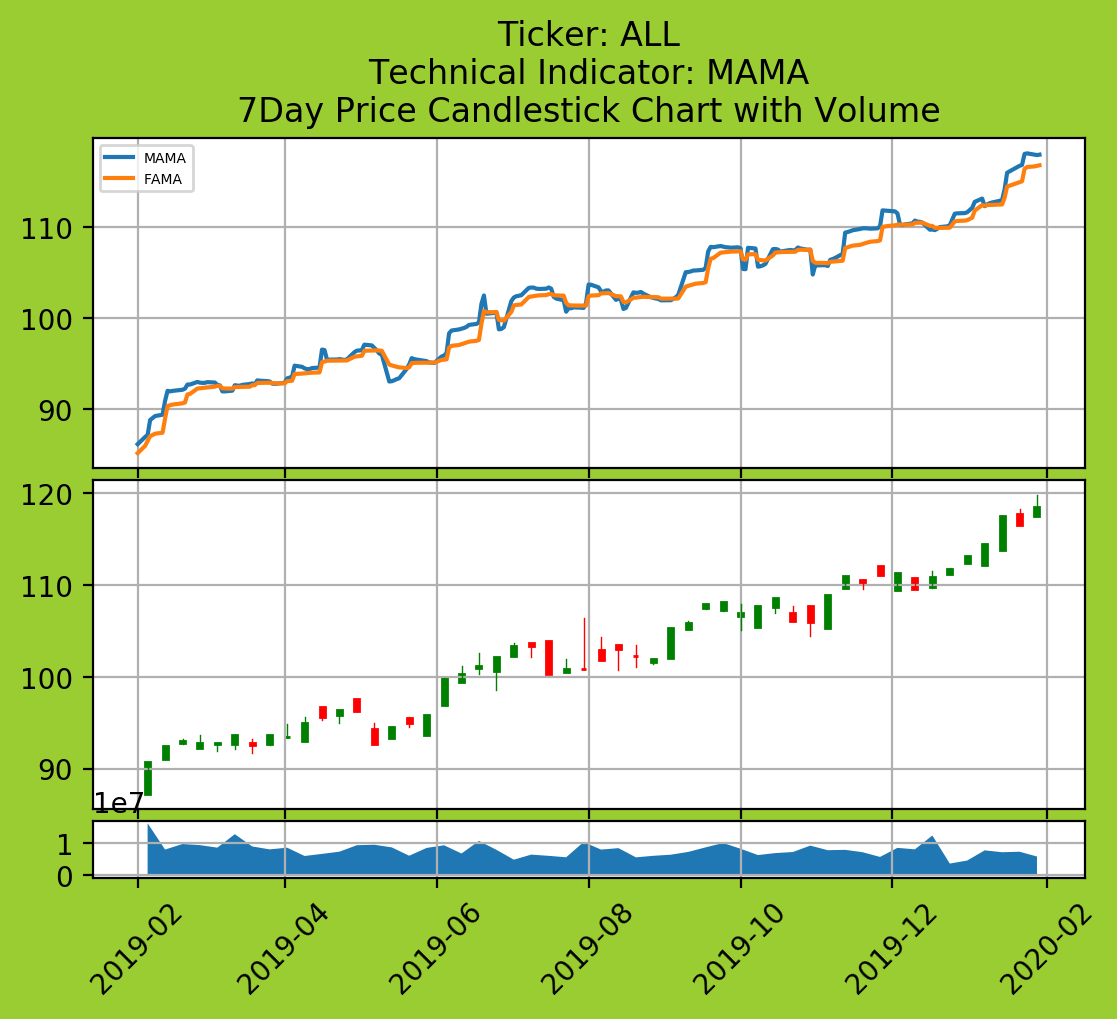 Ticker: ALL
Technical Indicator: MAMA
7Day Price Candlestick Chart with Volume
MAMA
FAMA
110
100
90
120
110
100
90
1e7
1
0
2019-02
2019-04
2019-06
2019-08
2019-10
2019-12
2020-02